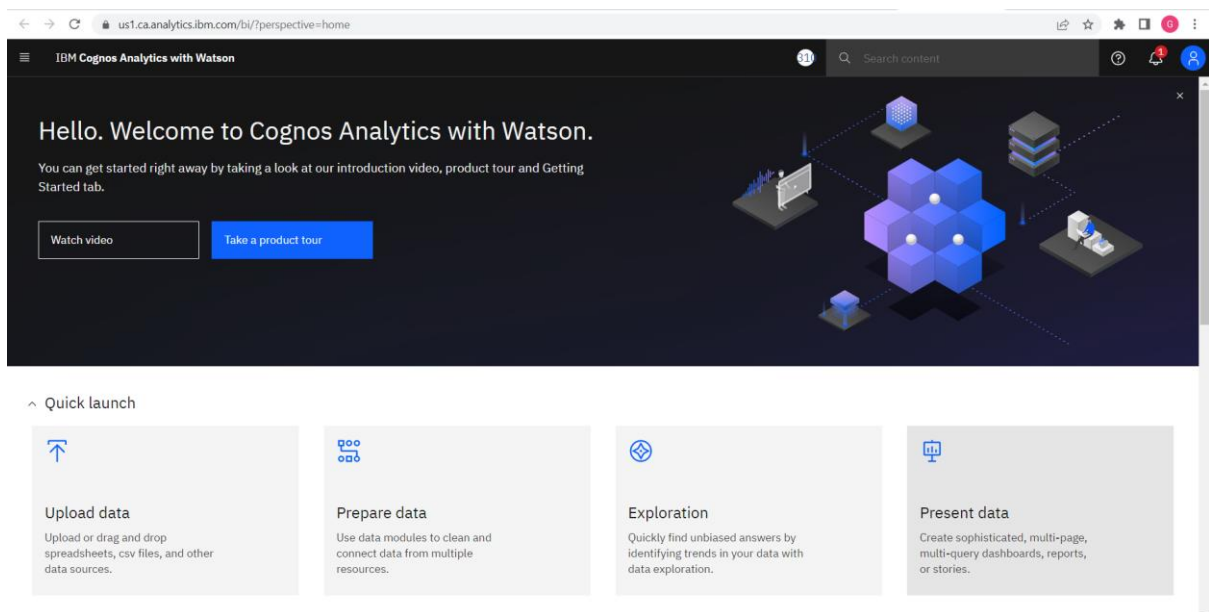 us1.ca.analytics.ibm.com/bi/?perspective=home
G
IBM Cognos Analytics with Watson
310
Search content
1
Hello. Welcome to Cognos Analytics with Watson.
You can get started right away by taking a look at our introduction video, product tour and Getting
Started tab.
Watch video
Take a product tour
Quick launch
Upload data
Upload or drag and drop
spreadsheets, csv files, and other
data sources.
Prepare data
Use data modules to clean and
connect data from multiple
resources.
Exploration
Quickly find unbiased answers by
identifying trends in your data with
data exploration.
Present data
Create sophisticated, multi-page,
multi-query dashboards, reports,
or stories.